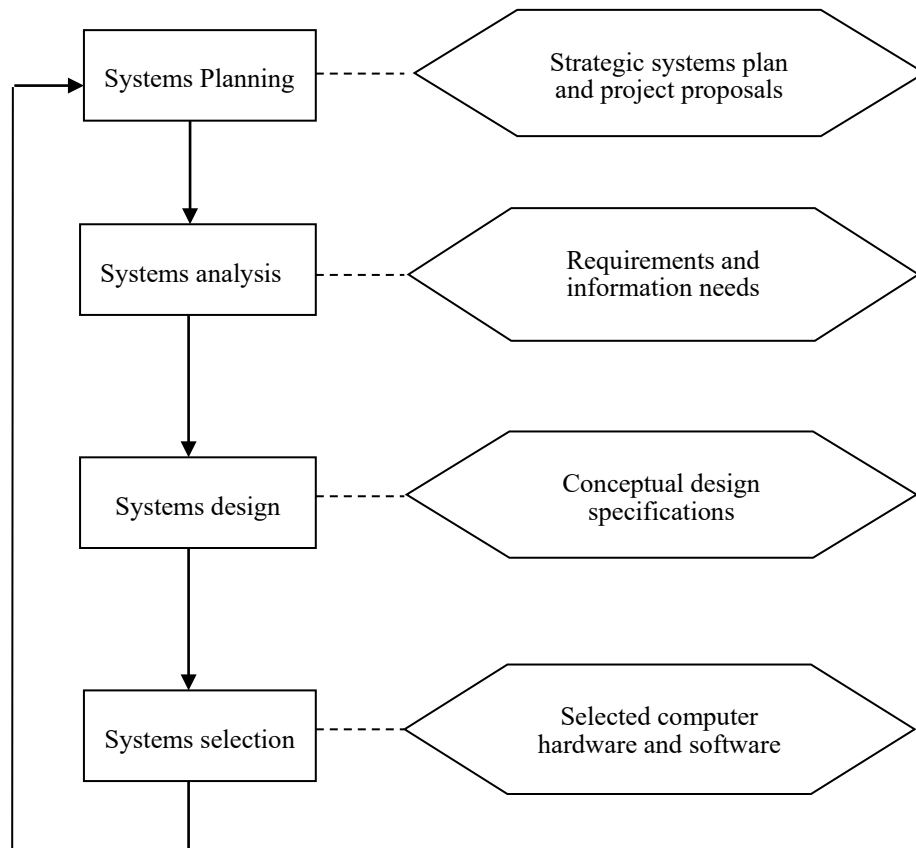 Systems Planning
Strategic systems plan
and project proposals
Systems analysis
Requirements and
information needs
Systems design
Conceptual design
specifications
Systems selection
Selected computer
hardware and software